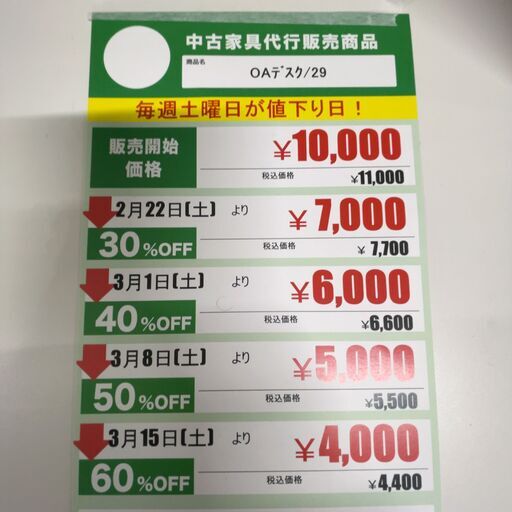 中古家具代行販売商品
商品名
OAデスク/29
毎週土曜日が値下り日！
販売開始
価格
¥10,000
税込価格 ¥11,000
2月22日(土) より ¥7,000
30%OFF 税込価格 ¥7,700
3月1日(土) より ¥6,000
40%OFF 税込価格 ¥6,600
3月8日(土) より ¥5,000
50%OFF 税込価格 ¥5,500
3月15日(土) より ¥4,000
60%OFF 税込価格 ¥4,400